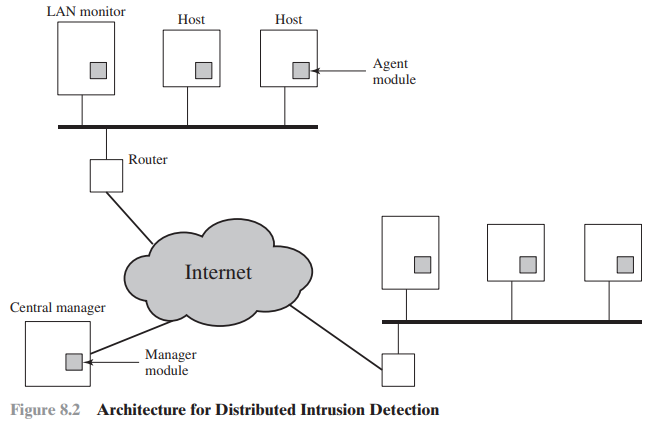 LAN monitor
Host
Host
Agent
module
Router
Internet
Central manager
Manager
module
Figure 8.2 Architecture for Distributed Intrusion Detection